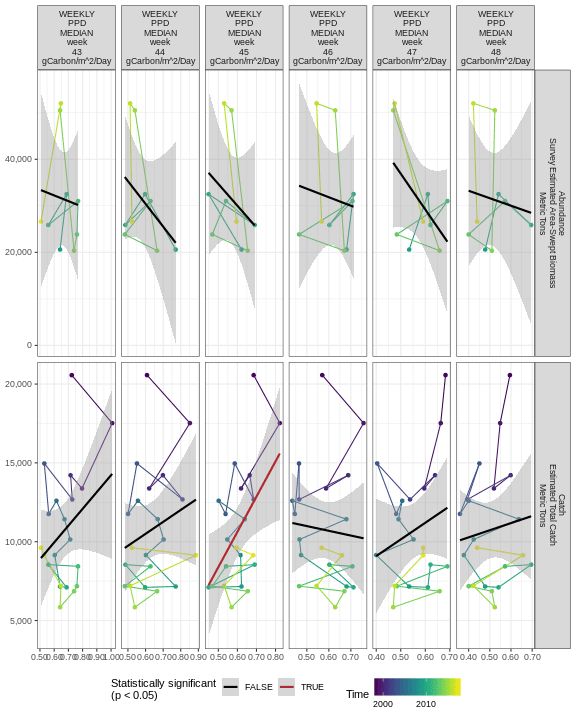 WEEKLY
PPD
MEDIAN
week
43
gCarbon/m^2/Day
WEEKLY
PPD
MEDIAN
week
44
gCarbon/m^2/Day
WEEKLY
PPD
MEDIAN
week
45
gCarbon/m^2/Day
WEEKLY
PPD
MEDIAN
week
46
gCarbon/m^2/Day
WEEKLY
PPD
MEDIAN
week
47
gCarbon/m^2/Day
WEEKLY
PPD
MEDIAN
week
48
gCarbon/m^2/Day
40,000
20,000
0
Abundance
Survey Estimated Area-Swept Biomass
Metric Tons
20,000
15,000
10,000
5,000
Catch
Estimated Total Catch
Metric Tons
0.50 0.60 0.70 0.80 0.90 1.00
0.50 0.60 0.70 0.80 0.90
0.50 0.60 0.70 0.80
0.50 0.60 0.70
0.40 0.50 0.60 0.70
0.40 0.50 0.60 0.70
Statistically significant
(p < 0.05)
FALSE
TRUE
Time
2000
2010